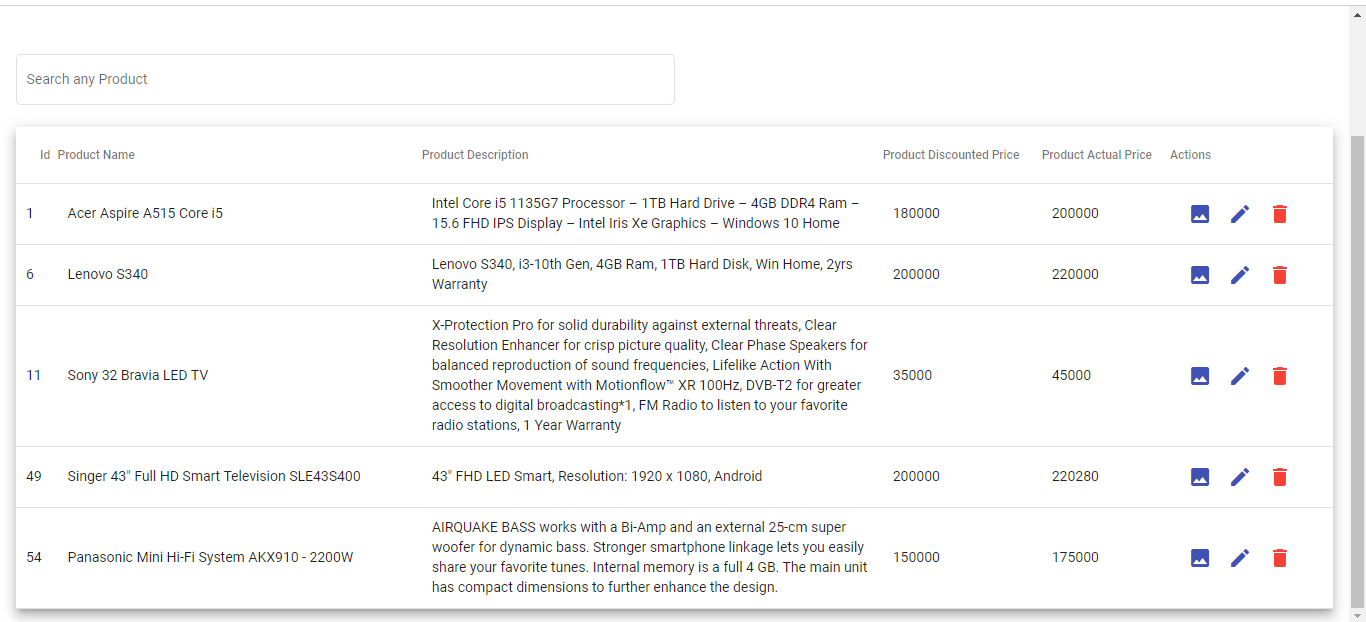 Search any Product
Id Product Name Product Description Product Discounted Price Product Actual Price Actions
1 Acer Aspire A515 Core i5 Intel Core i5 1135G7 Processor – 1TB Hard Drive – 4GB DDR4 Ram –
15.6 FHD IPS Display – Intel Iris Xe Graphics – Windows 10 Home 180000 200000
6 Lenovo S340 Lenovo S340, i3-10th Gen, 4GB Ram, 1TB Hard Disk, Win Home, 2yrs
Warranty 200000 220000
11 Sony 32 Bravia LED TV X-Protection Pro for solid durability against external threats, Clear
Resolution Enhancer for crisp picture quality, Clear Phase Speakers for
balanced reproduction of sound frequencies, Lifelike Action With
Smoother Movement with Motionflow™ XR 100Hz, DVB-T2 for greater
access to digital broadcasting*1, FM Radio to listen to your favorite
radio stations, 1 Year Warranty 35000 45000
49 Singer 43" Full HD Smart Television SLE43S400 43" FHD LED Smart, Resolution: 1920 x 1080, Android 200000 220280
54 Panasonic Mini Hi-Fi System AKX910 - 2200W AIRQUAKE BASS works with a Bi-Amp and an external 25-cm super
woofer for dynamic bass. Stronger smartphone linkage lets you easily
share your favorite tunes. Internal memory is a full 4 GB. The main unit
has compact dimensions to further enhance the design. 150000 175000